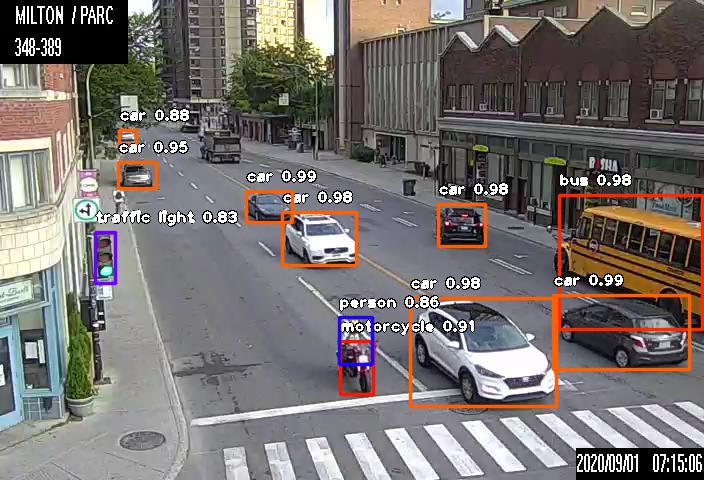 MILTON / PARC
348-389
car 0.88
car 0.95
car 0.99
car 0.98
car 0.98
bus 0.98
traffic light 0.83
car 0.98
car 0.99
person 0.86
motorcycle 0.91
BASHA
2020/09/01 07:15:06